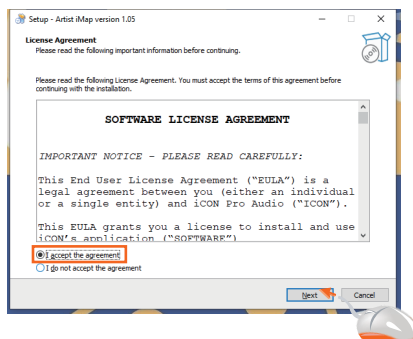 Setup - Artist iMap version 1.05
License Agreement
Please read the following important information before continuing.
Please read the following License Agreement. You must accept the terms of this agreement before
continuing with the installation.
SOFTWARE LICENSE AGREEMENT
IMPORTANT NOTICE – PLEASE READ CAREFULLY:
This End User License Agreement (“EULA”) is a
legal agreement between you (either an individual
or a single entity) and iCON Pro Audio (“ICON”).
This EULA grants you a license to install and use
iCON’s application (“SOFTWARE”)
I accept the agreement
I do not accept the agreement
Next
Cancel